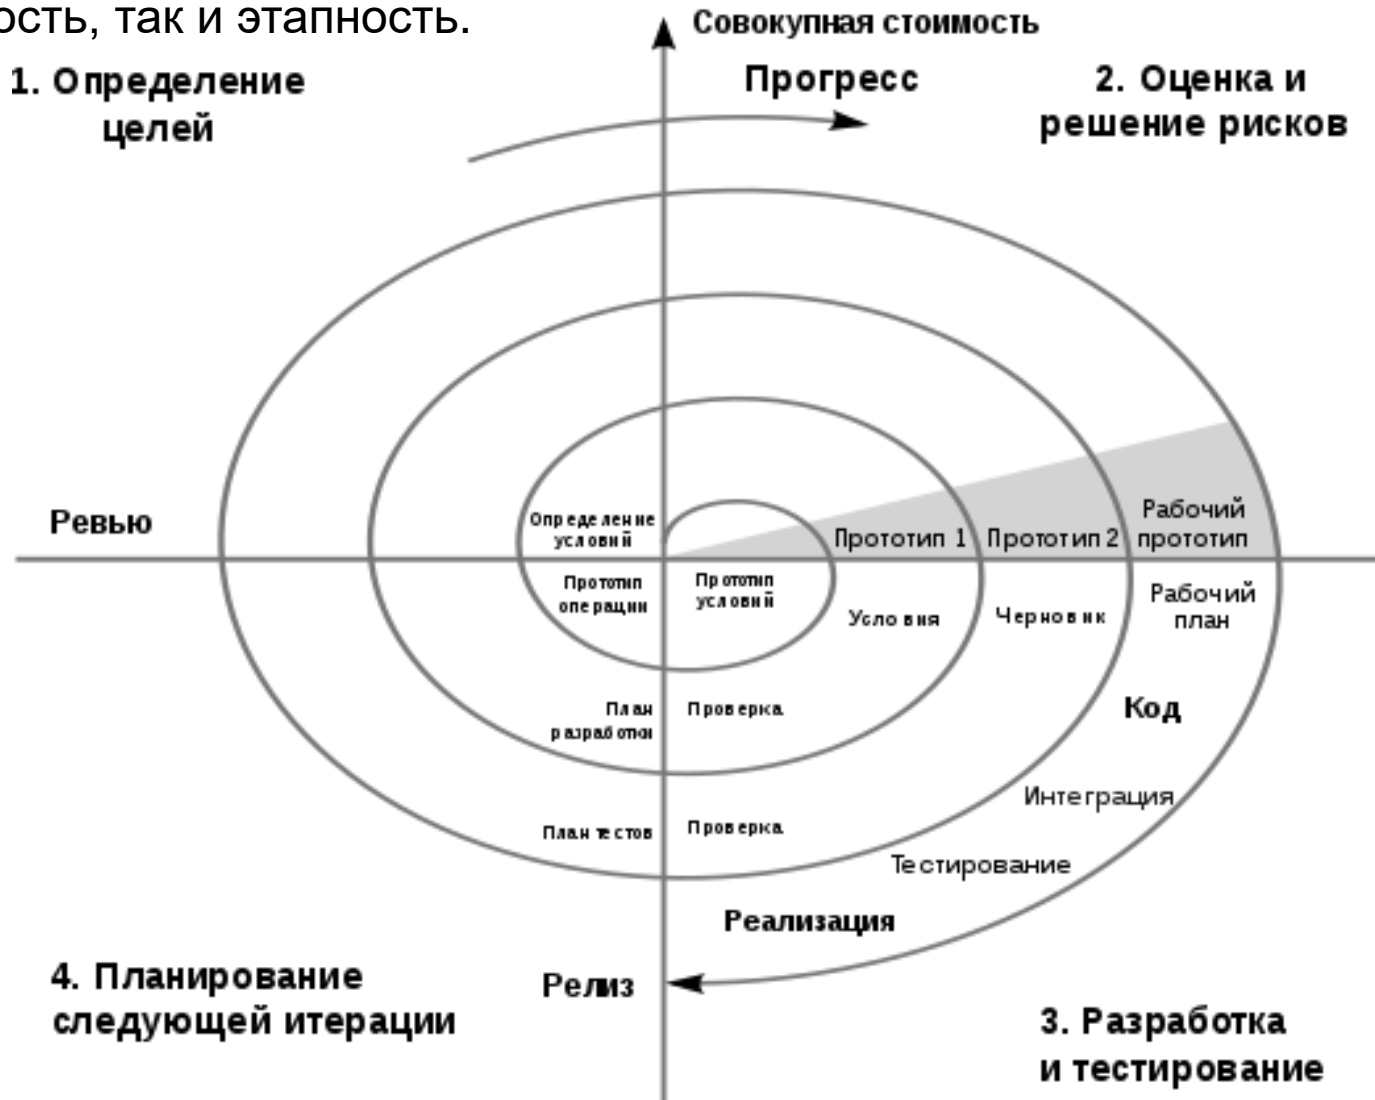 ость, так и этапность.
Совокупная стоимость
Прогресс
1. Определение
целей
2. Оценка и
решение рисков
Ревью
Определение
условий
Прототип 1
Прототип 2
Рабочий
прототип
Прототип
операции
Прототип
условий
Условия
Черновик
Рабочий
план
План
разработки
Проверка
Код
Интеграция
План тестов
Проверка
Тестирование
Реализация
Релиз
4. Планирование
следующей итерации
3. Разработка
и тестирование